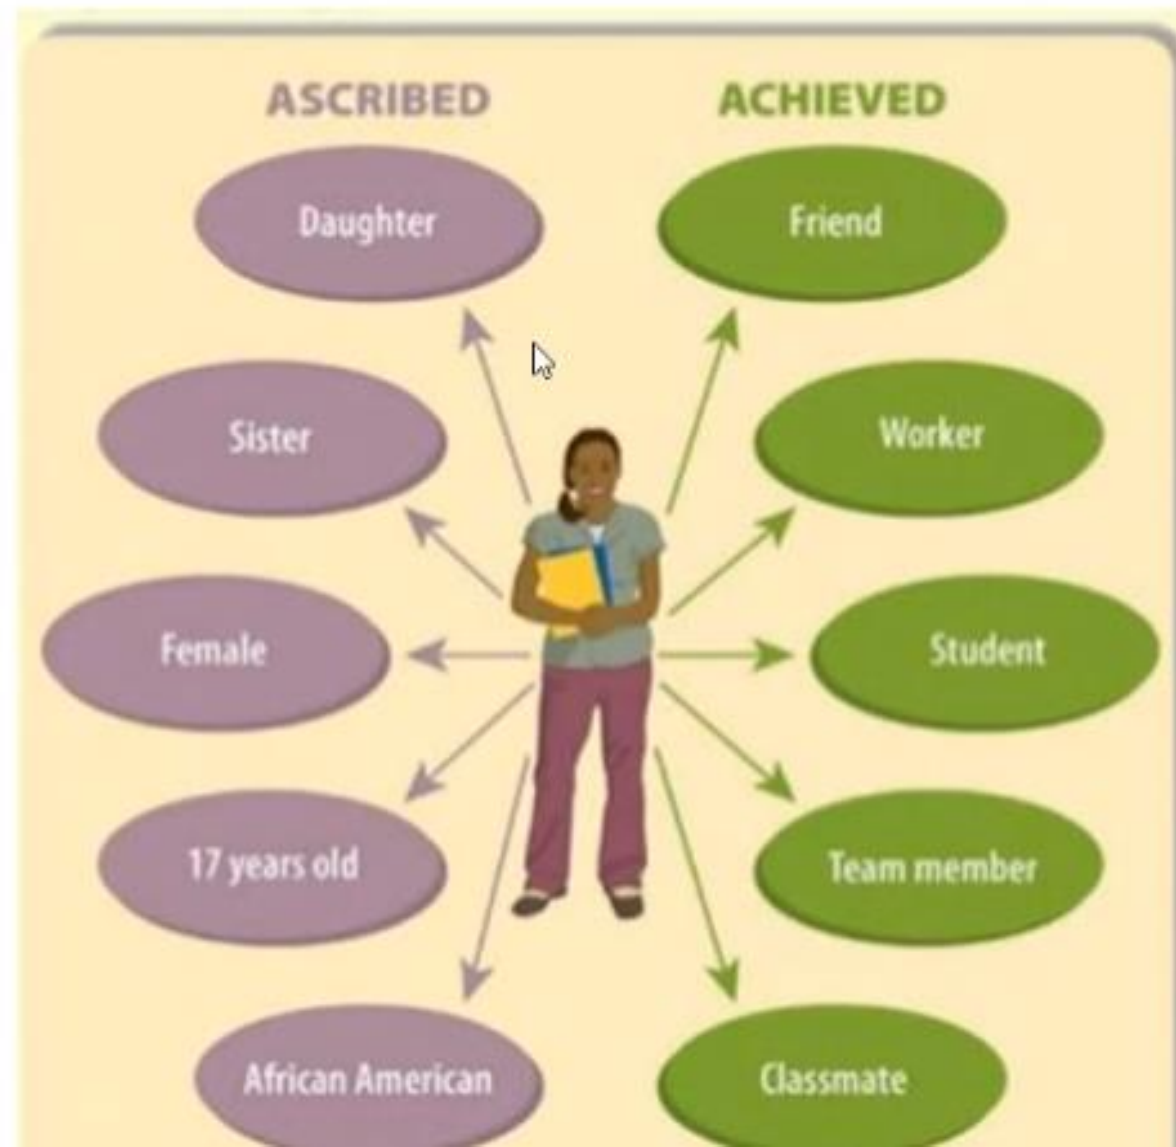 ASCRIBED
ACHIEVED
Daughter
Friend
Sister
Worker
Female
Student
17 years old
Team member
African American
Classmate